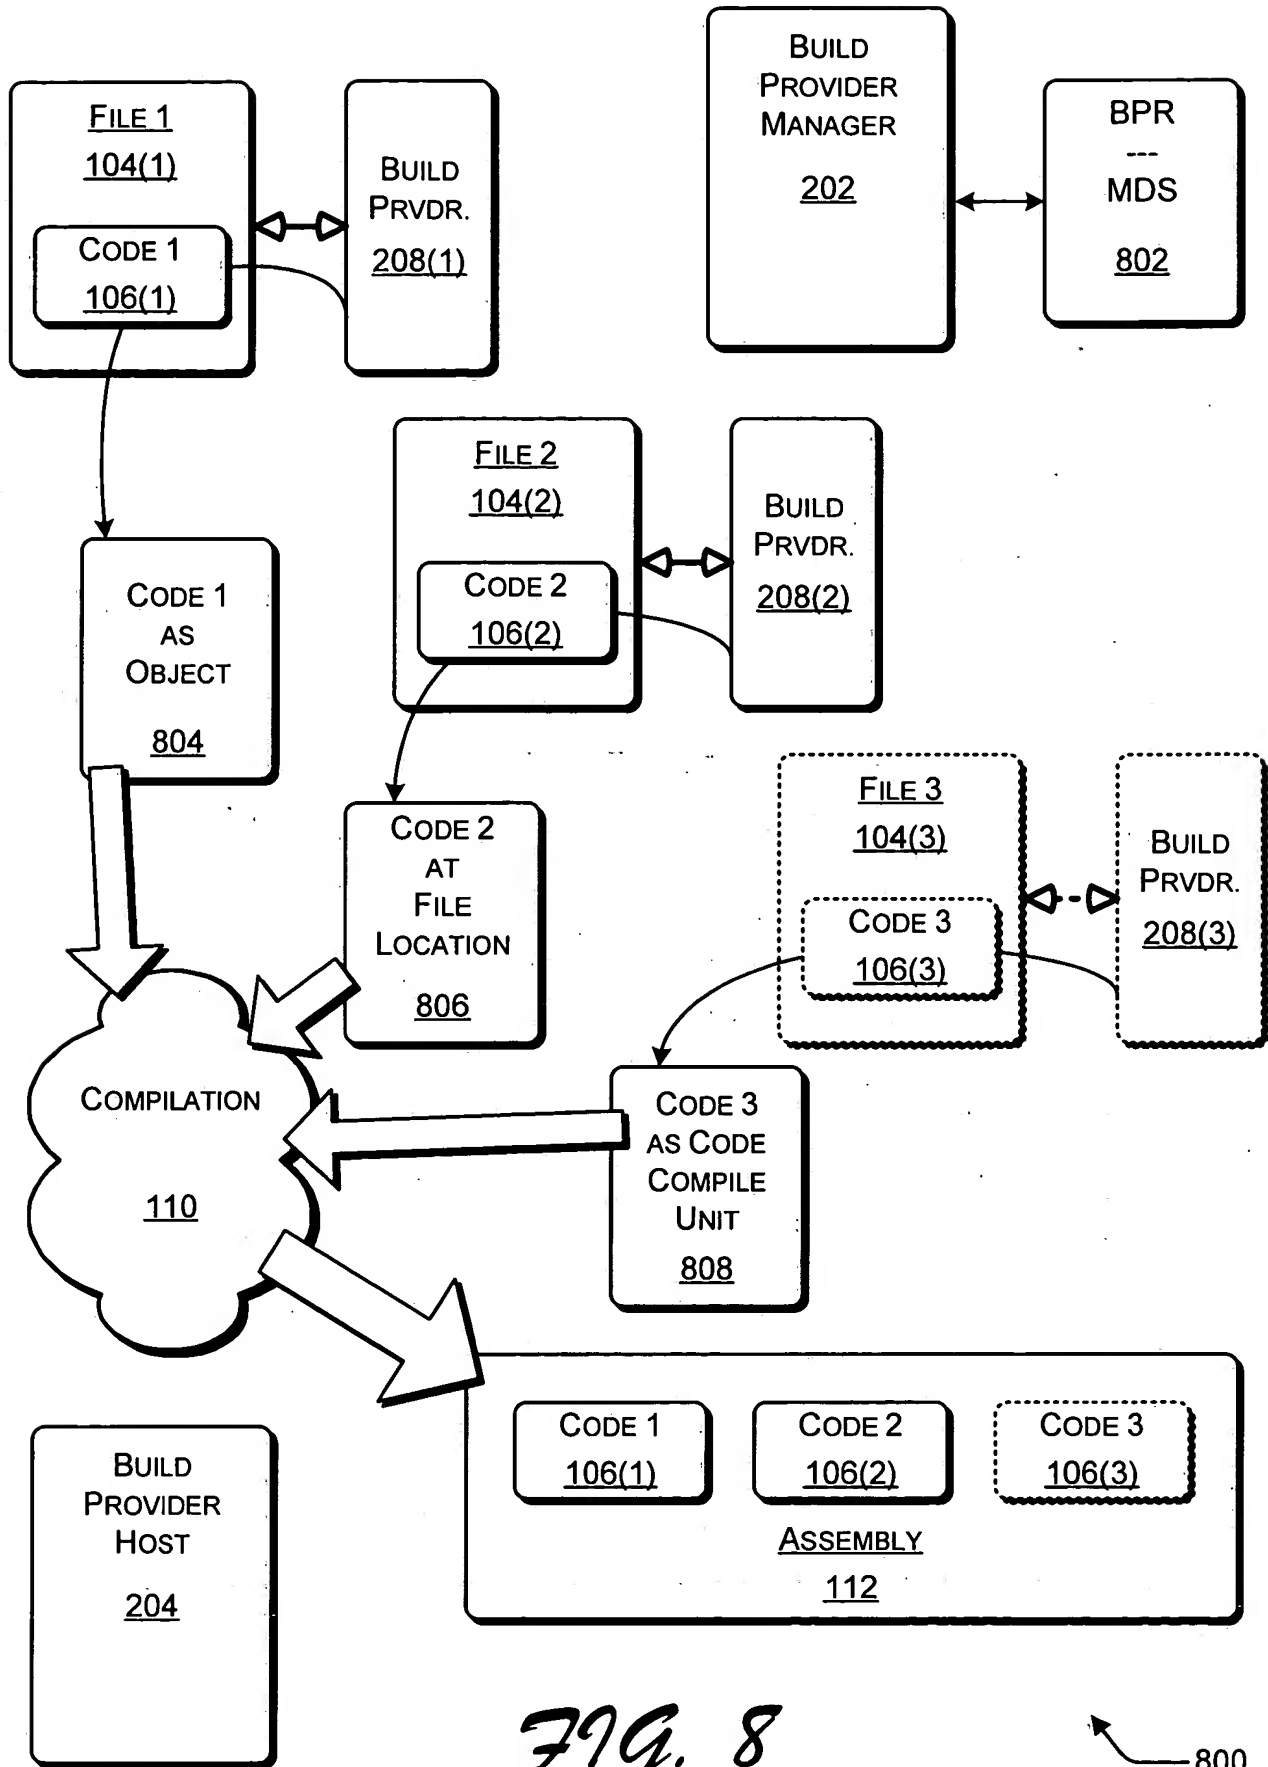 BUILD
PROVIDER
MANAGER
202
BPR
---
MDS
802
FILE 1
104(1)
CODE 1
106(1)
BUILD
PRVDR.
208(1)
FILE 2
104(2)
CODE 2
106(2)
BUILD
PRVDR.
208(2)
CODE 1
AS
OBJECT
804
FILE 3
104(3)
CODE 3
106(3)
BUILD
PRVDR.
208(3)
CODE 2
AT
FILE
LOCATION
806
COMPILATION
110
CODE 3
AS CODE
COMPILE
UNIT
808
CODE 1
106(1)
CODE 2
106(2)
CODE 3
106(3)
ASSEMBLY
112
BUILD
PROVIDER
HOST
204
FIG. 8
800